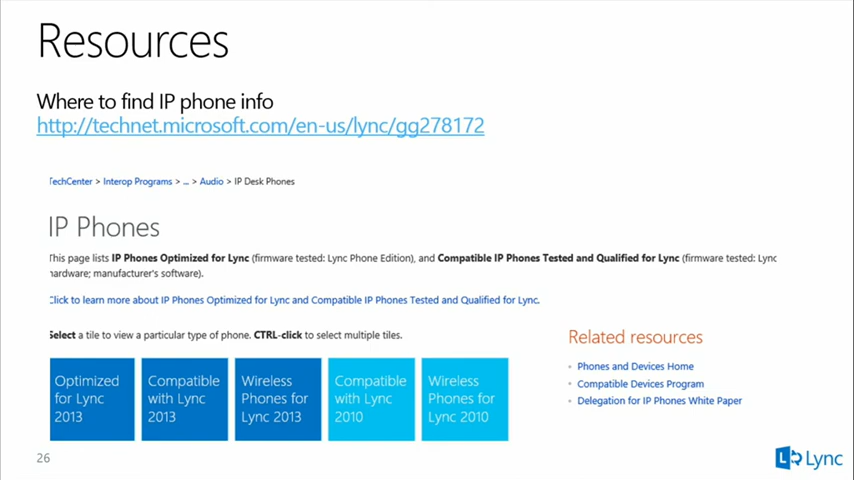 Resources
Where to find IP phone info
http://technet.microsoft.com/en-us/lync/gg278172
TechCenter > Interop Programs > ... > Audio > IP Desk Phones
IP Phones
This page lists IP Phones Optimized for Lync (firmware tested: Lync Phone Edition), and Compatible IP Phones Tested and Qualified for Lync (firmware tested: Lync
hardware; manufacturer's software).
Click to learn more about IP Phones Optimized for Lync and Compatible IP Phones Tested and Qualified for Lync.
Select a tile to view a particular type of phone. CTRL-click to select multiple tiles.
Optimized
for Lync
2013
Compatible
with Lync
2013
Wireless
Phones for
Lync 2013
Compatible
with Lync
2010
Wireless
Phones for
Lync 2010
Related resources
Phones and Devices Home
Compatible Devices Program
Delegation for IP Phones White Paper
26
Lync